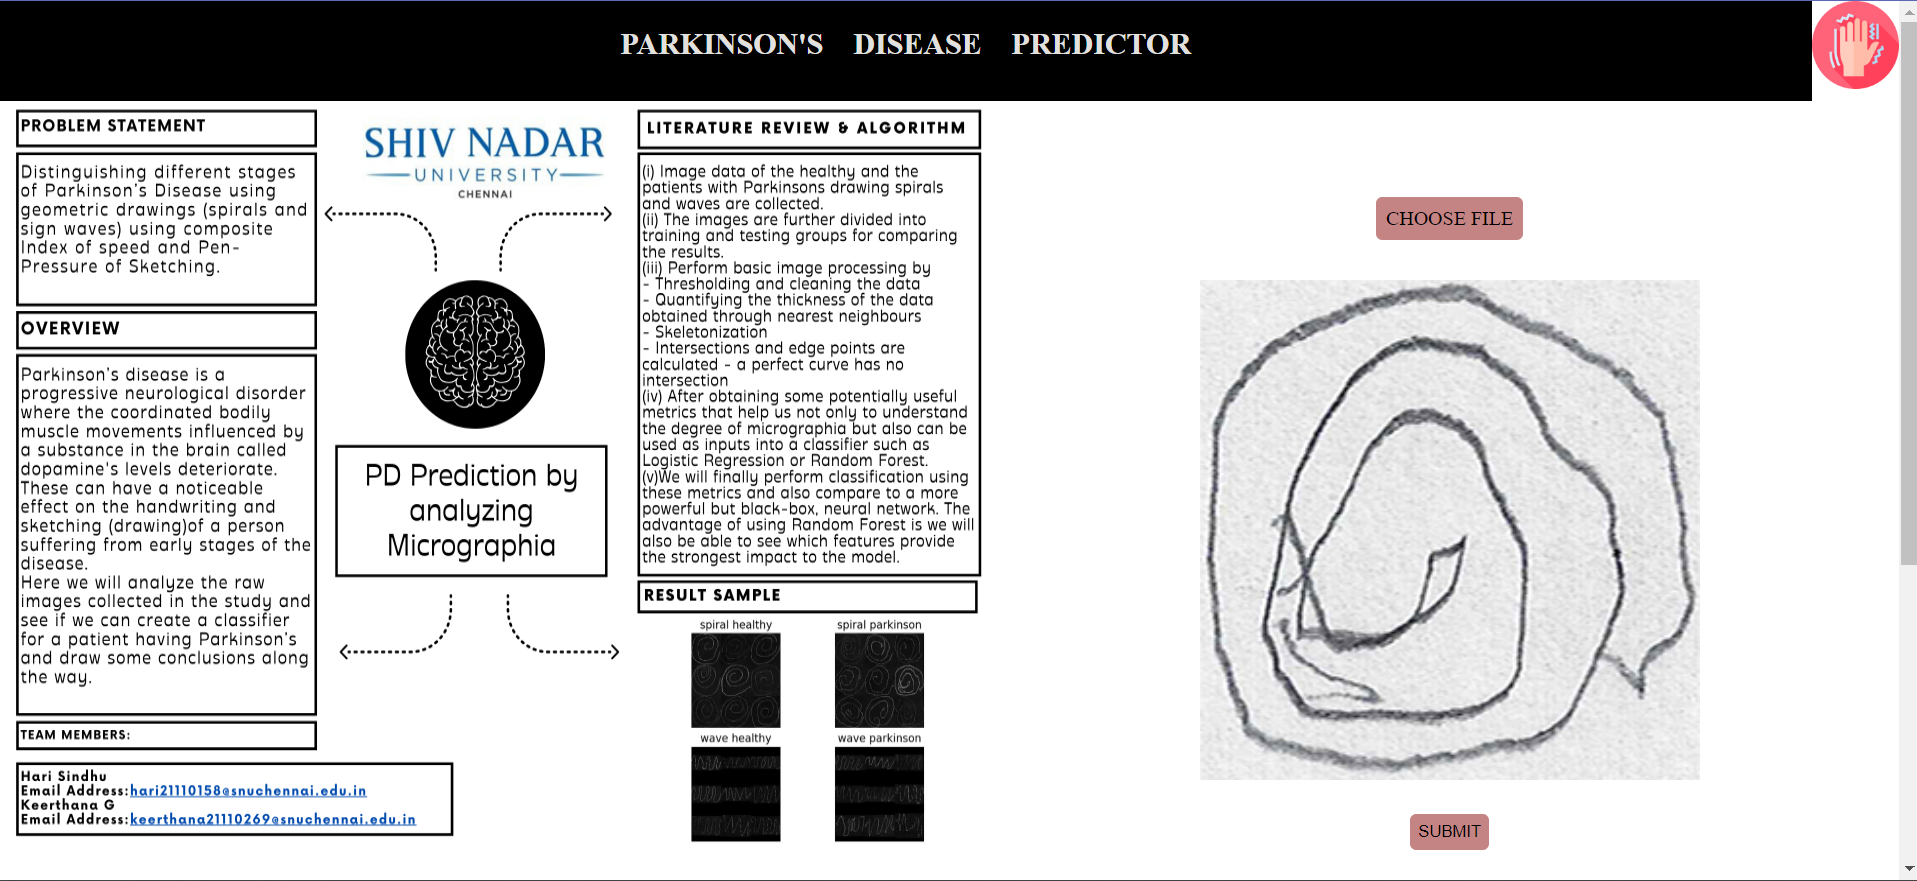 PARKINSON'S DISEASE PREDICTOR
PROBLEM STATEMENT
Distinguishing different stages
of Parkinson's Disease using
geometric drawings (spirals and
sign waves) using composite
Index of speed and Pen-
Pressure of Sketching.
OVERVIEW
Parkinson's disease is a
progressive neurological disorder
where the coordinated bodily
muscle movements influenced by
a substance in the brain called
dopamine's levels deteriorate.
These can have a noticeable
effect on the handwriting and
sketching (drawing)of a person
suffering from early stages of the
disease.
Here we will analyze the raw
images collected in the study and
see if we can create a classifier
for a patient having Parkinson's
and draw some conclusions along
the way.
TEAM MEMBERS:
Hari Sindhu
Email Address:hari21110158@snuchennai.edu.in
Keerthana G
Email Address:keerthana21110269@snuchennai.edu.in
SHIV NADAR
UNIVERSITY
CHENNAI
PD Prediction by
analyzing
Micrographia
LITERATURE REVIEW & ALGORITHM
(i) Image data of the healthy and the
patients with Parkinsons drawing spirals
and waves are collected.
(ii) The images are further divided into
training and testing groups for comparing
the results.
(iii) Perform basic image processing by
- Thresholding and cleaning the data
- Quantifying the thickness of the data
obtained through nearest neighbours
- Skeletonization
- Intersections and edge points are
calculated - a perfect curve has no
intersection
(iv) After obtaining some potentially useful
metrics that help us not only to understand
the degree of micrographia but also can be
used as inputs into a classifier such as
Logistic Regression or Random Forest.
(v)We will finally perform classification using
these metrics and also compare to a more
powerful but black-box, neural network. The
advantage of using Random Forest is we will
also be able to see which features provide
the strongest impact to the model.
RESULT SAMPLE
spiral healthy
spiral parkinson
wave healthy
wave parkinson
CHOOSE FILE
SUBMIT